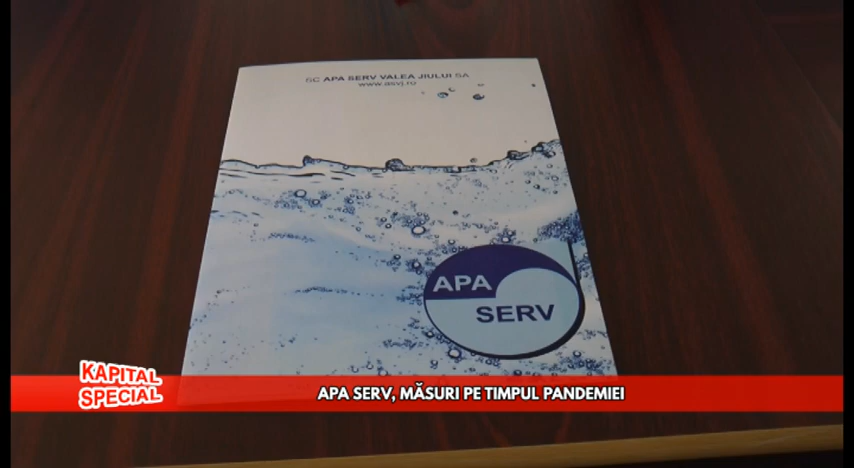 SC APA SERV VALEA JIULUI SA
www.asvj.ro
APA
SERV
KAPITAL
SPECIAL
APA SERV, MĂSURI PE TIMPUL PANDEMIEI